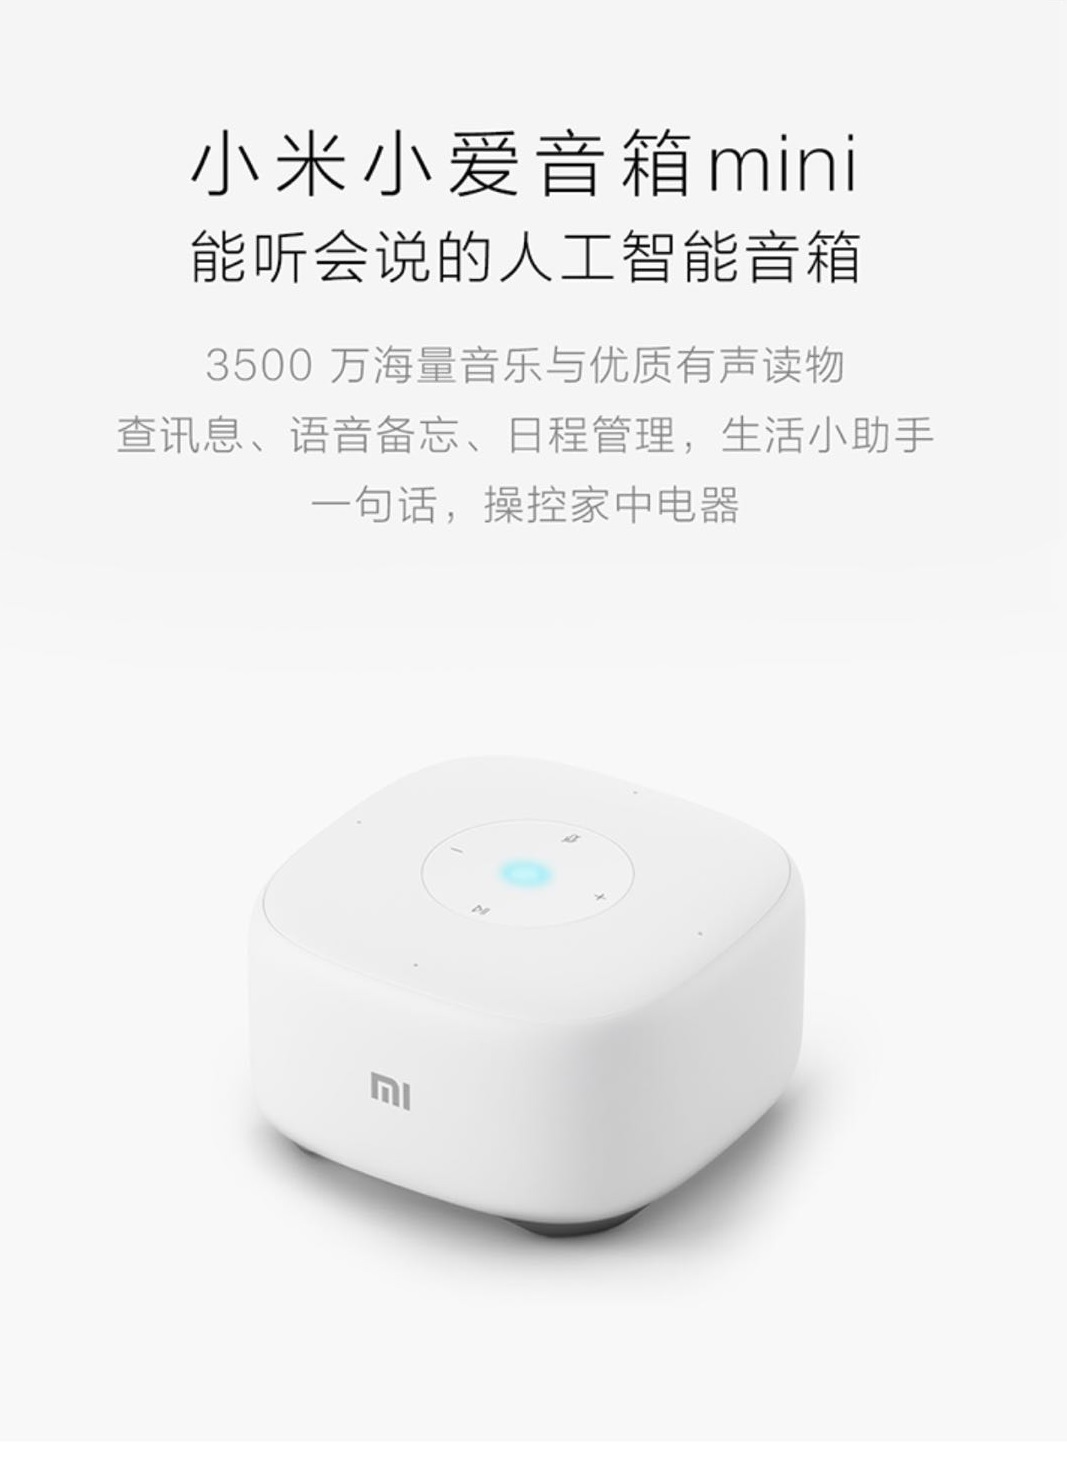 小米小爱音箱mini
能听会说的人工智能音箱
3500 万海量音乐与优质有声读物
查讯息、语音备忘、日程管理，生活小助手
一句话，操控家中电器
MI